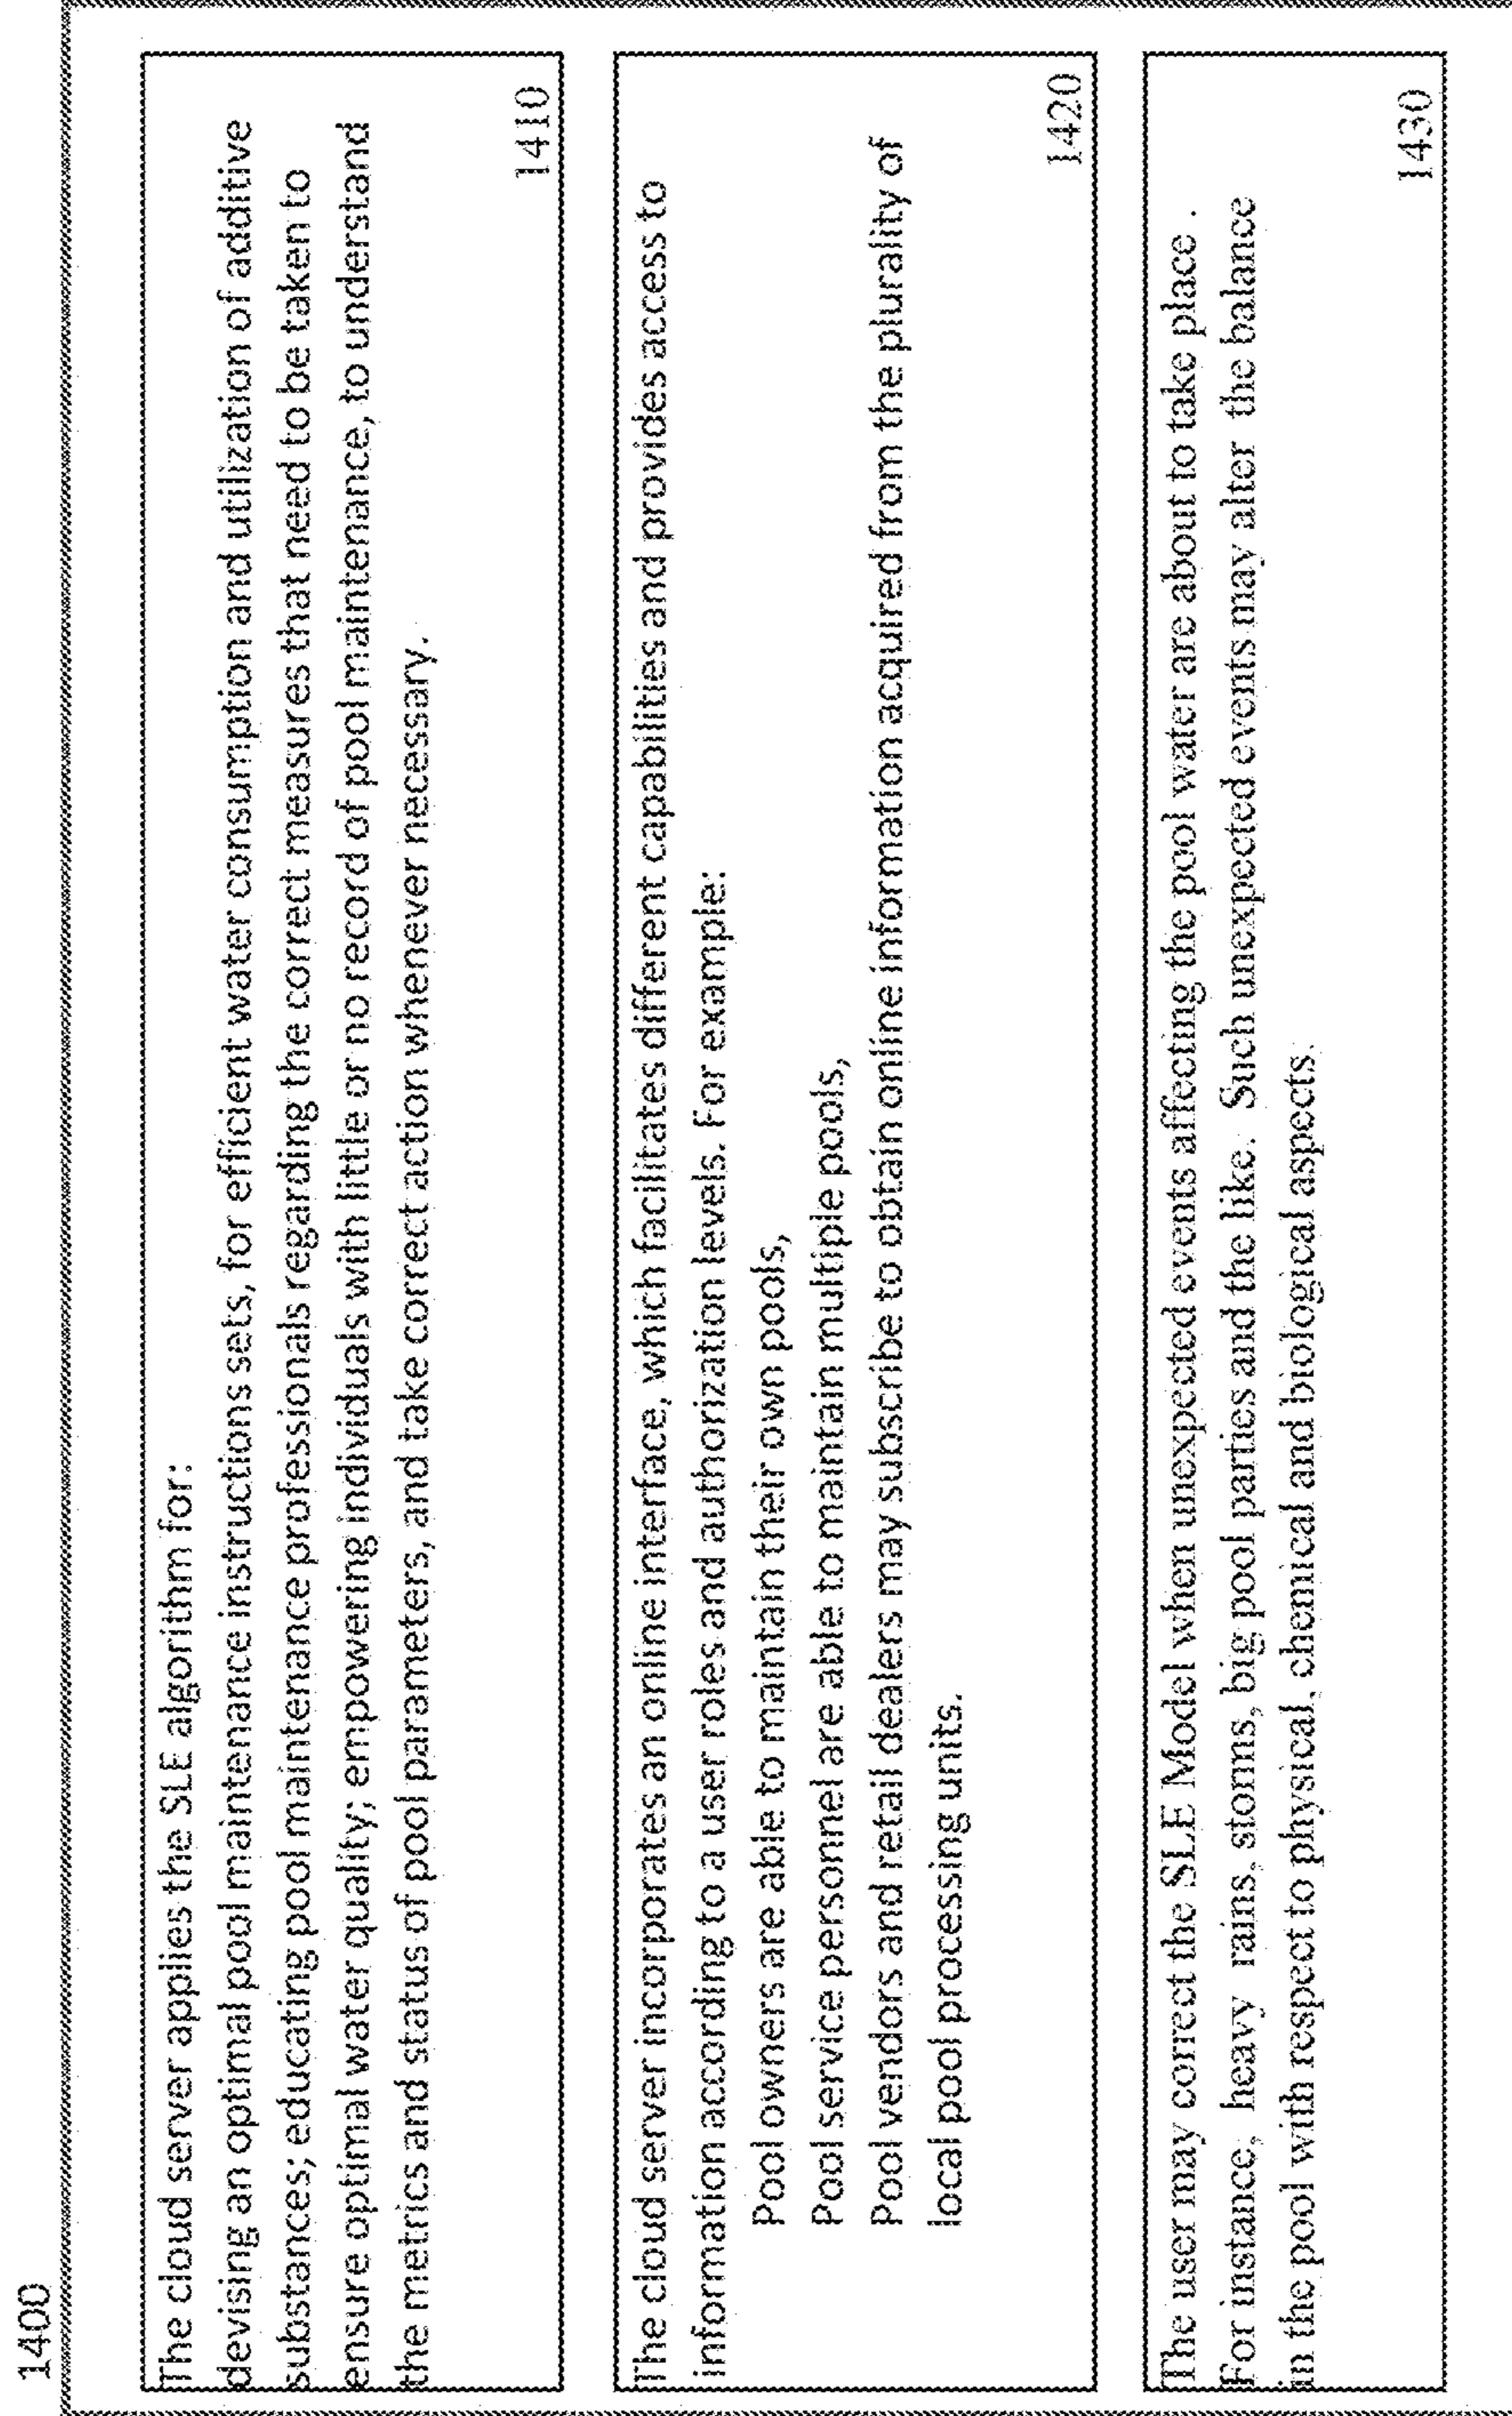 1400
The cloud server applies the SLE algorithm for:
devising an optimal pool maintenance instructions sets, for efficient water consumption and utilization of additive
substances; educating pool maintenance professionals regarding the correct measures that need to be taken to
ensure optimal water quality; empowering individuals with little or no record of pool maintenance, to understand
the metrics and status of pool parameters, and take correct action whenever necessary.
1410
The cloud server incorporates an online interface, which facilitates different capabilities and provides access to
information according to a user roles and authorization levels. For example:
Pool owners are able to maintain their own pools,
Pool service personnel are able to maintain multiple pools,
Pool vendors and retail dealers may subscribe to obtain online information acquired from the plurality of
local pool processing units.
1420
The user may correct the SLE Model when unexpected events affecting the pool water are about to take place .
For instance, heavy rains, storms, big pool parties and the like. Such unexpected events may alter the balance
in the pool with respect to physical, chemical and biological aspects.
1430